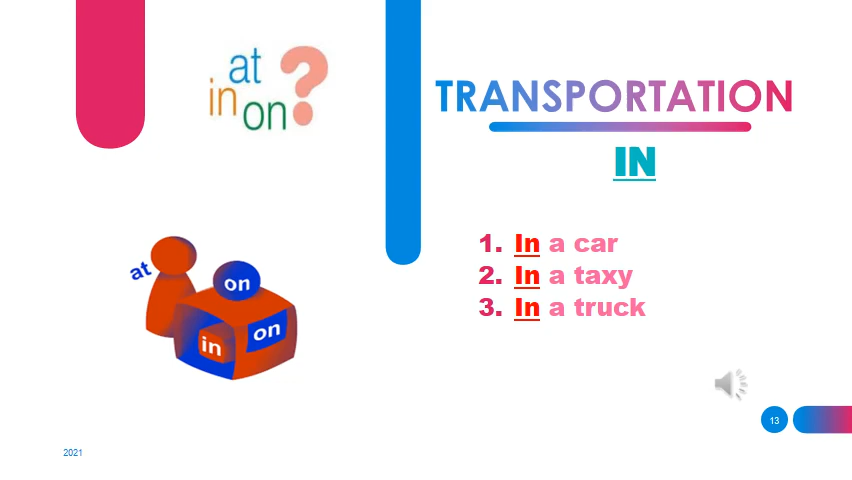 at
in
on
?
TRANSPORTATION
IN
1. In a car
2. In a taxy
3. In a truck
at
on
on
in
13
2021